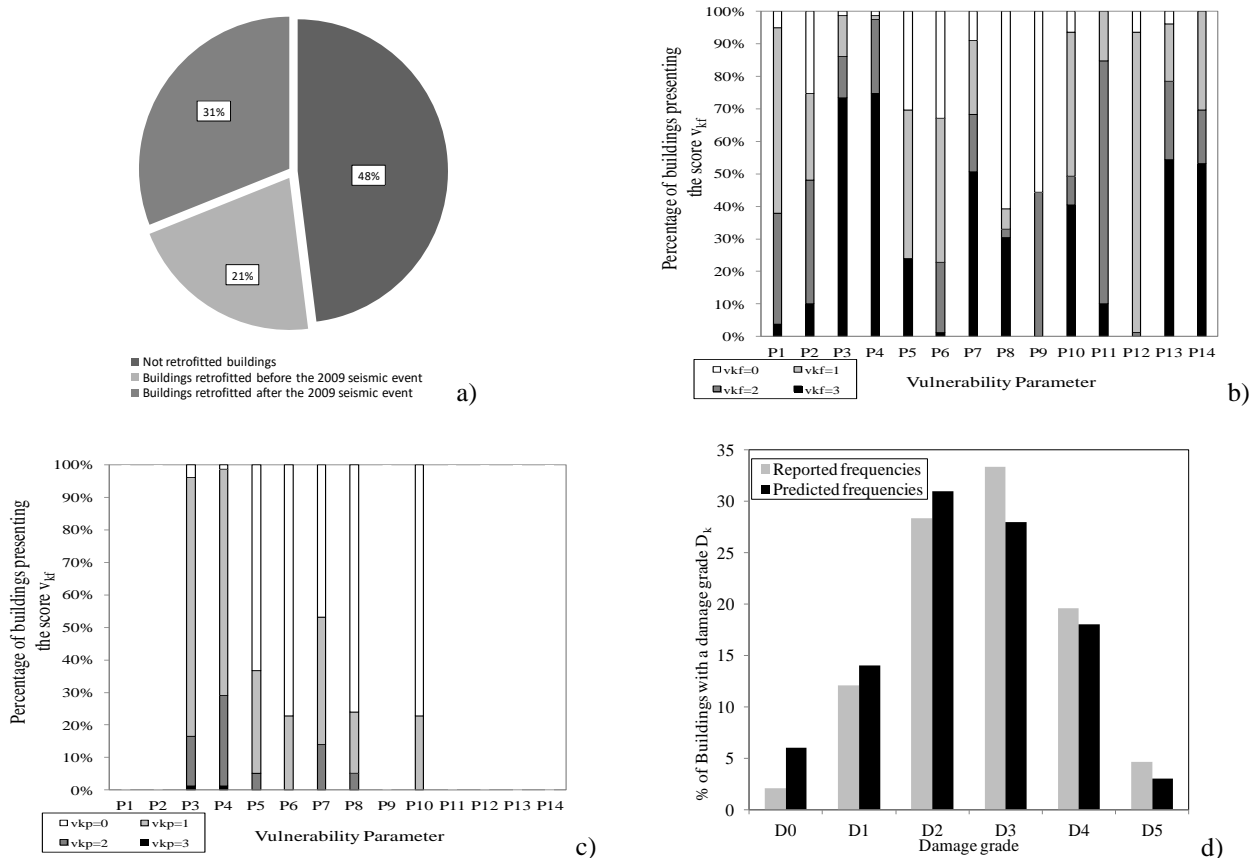 31%
48%
21%
Not retrofitted buildings
Buildings retrofitted before the 2009 seismic event
Buildings retrofitted after the 2009 seismic event
a)
Percentage of buildings presenting
the score vkf
100%
90%
80%
70%
60%
50%
40%
30%
20%
10%
0%
P1 P2 P3 P4 P5 P6 P7 P8 P9 P10 P11 P12 P13 P14
vkf=0 vkf=1
vkf=2 vkf=3
Vulnerability Parameter
b)
Percentage of buildings presenting
the score vkf
100%
90%
80%
70%
60%
50%
40%
30%
20%
10%
0%
P1 P2 P3 P4 P5 P6 P7 P8 P9 P10 P11 P12 P13 P14
vkp=0 vkp=1
vkp=2 vkp=3
Vulnerability Parameter
c)
% of Buildings with a damage grade Dk
35
30
25
20
15
10
5
0
Reported frequencies
Predicted frequencies
D0 D1 D2 D3 D4 D5
Damage grade
d)